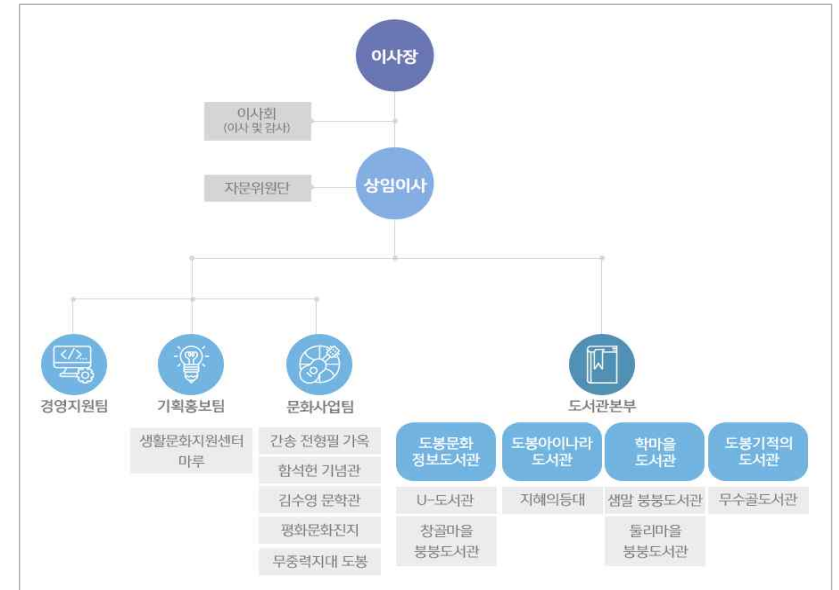 이사장
이사회
(이사 및 감사)
자문위원단
상임이사
경영지원팀
기획홍보팀
문화사업팀
도서관본부
생활문화지원센터
마루
간송 전형필 가옥
함석헌 기념관
김수영 문학관
평화문화진지
무중력지대 도봉
도봉문화
정보도서관
U-도서관
창골마을
붕붕도서관
도봉아이나라
도서관
지혜의등대
학마을
도서관
샘말 붕붕도서관
둘리마을
붕붕도서관
도봉기적의
도서관
무수골도서관